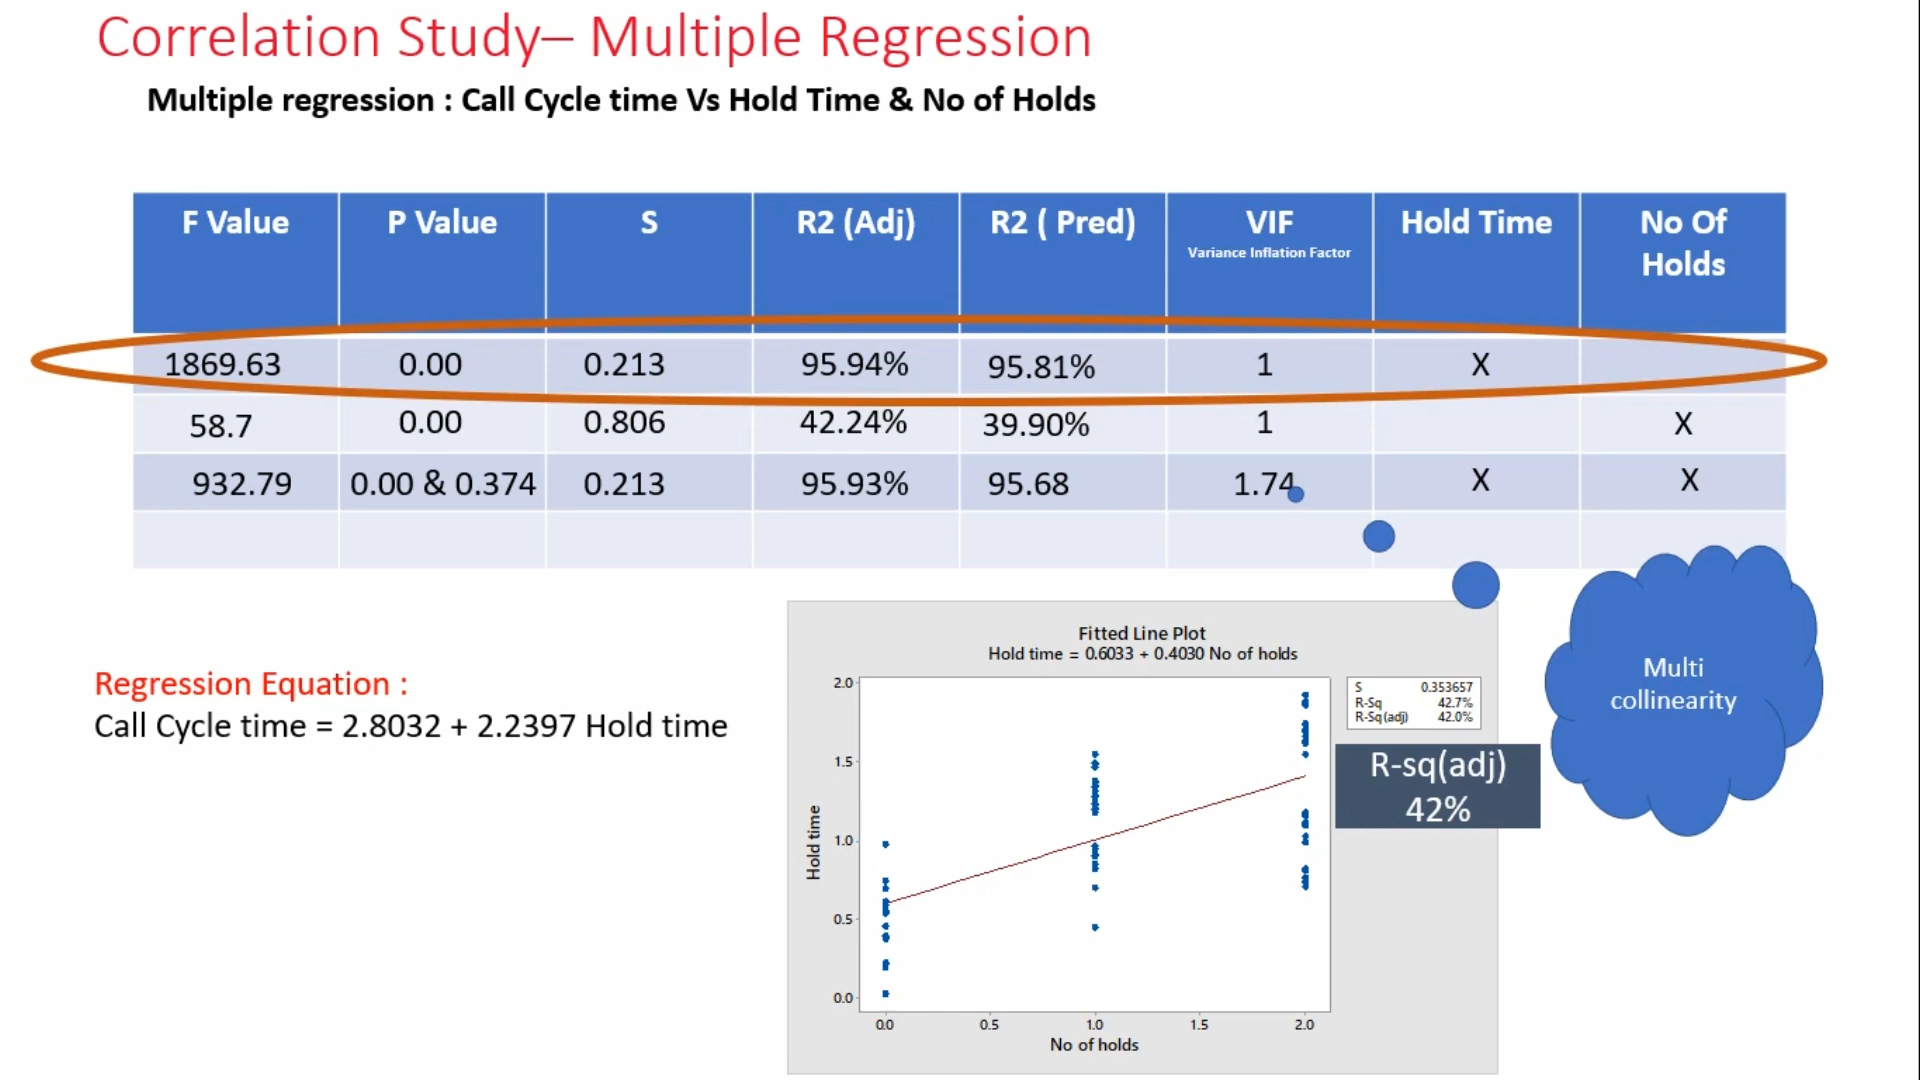 Correlation Study– Multiple Regression
Multiple regression : Call Cycle time Vs Hold Time & No of Holds
F Value P Value S R2 (Adj) R2 ( Pred) VIF Hold Time No Of
Variance Inflation Factor Holds
1869.63 0.00 0.213 95.94% 95.81% 1 X
58.7 0.00 0.806 42.24% 39.90% 1 X
932.79 0.00 & 0.374 0.213 95.93% 95.68 1.74 X X
Multi
collinearity
Regression Equation :
Call Cycle time = 2.8032 + 2.2397 Hold time
Fitted Line Plot
Hold time = 0.6033 + 0.4030 No of holds
S 0.353657
R-Sq 42.7%
R-Sq(adj) 42.0%
R-sq(adj)
42%
2.0
1.5
1.0
0.5
0.0
Hold time
0.0 0.5 1.0 1.5 2.0
No of holds